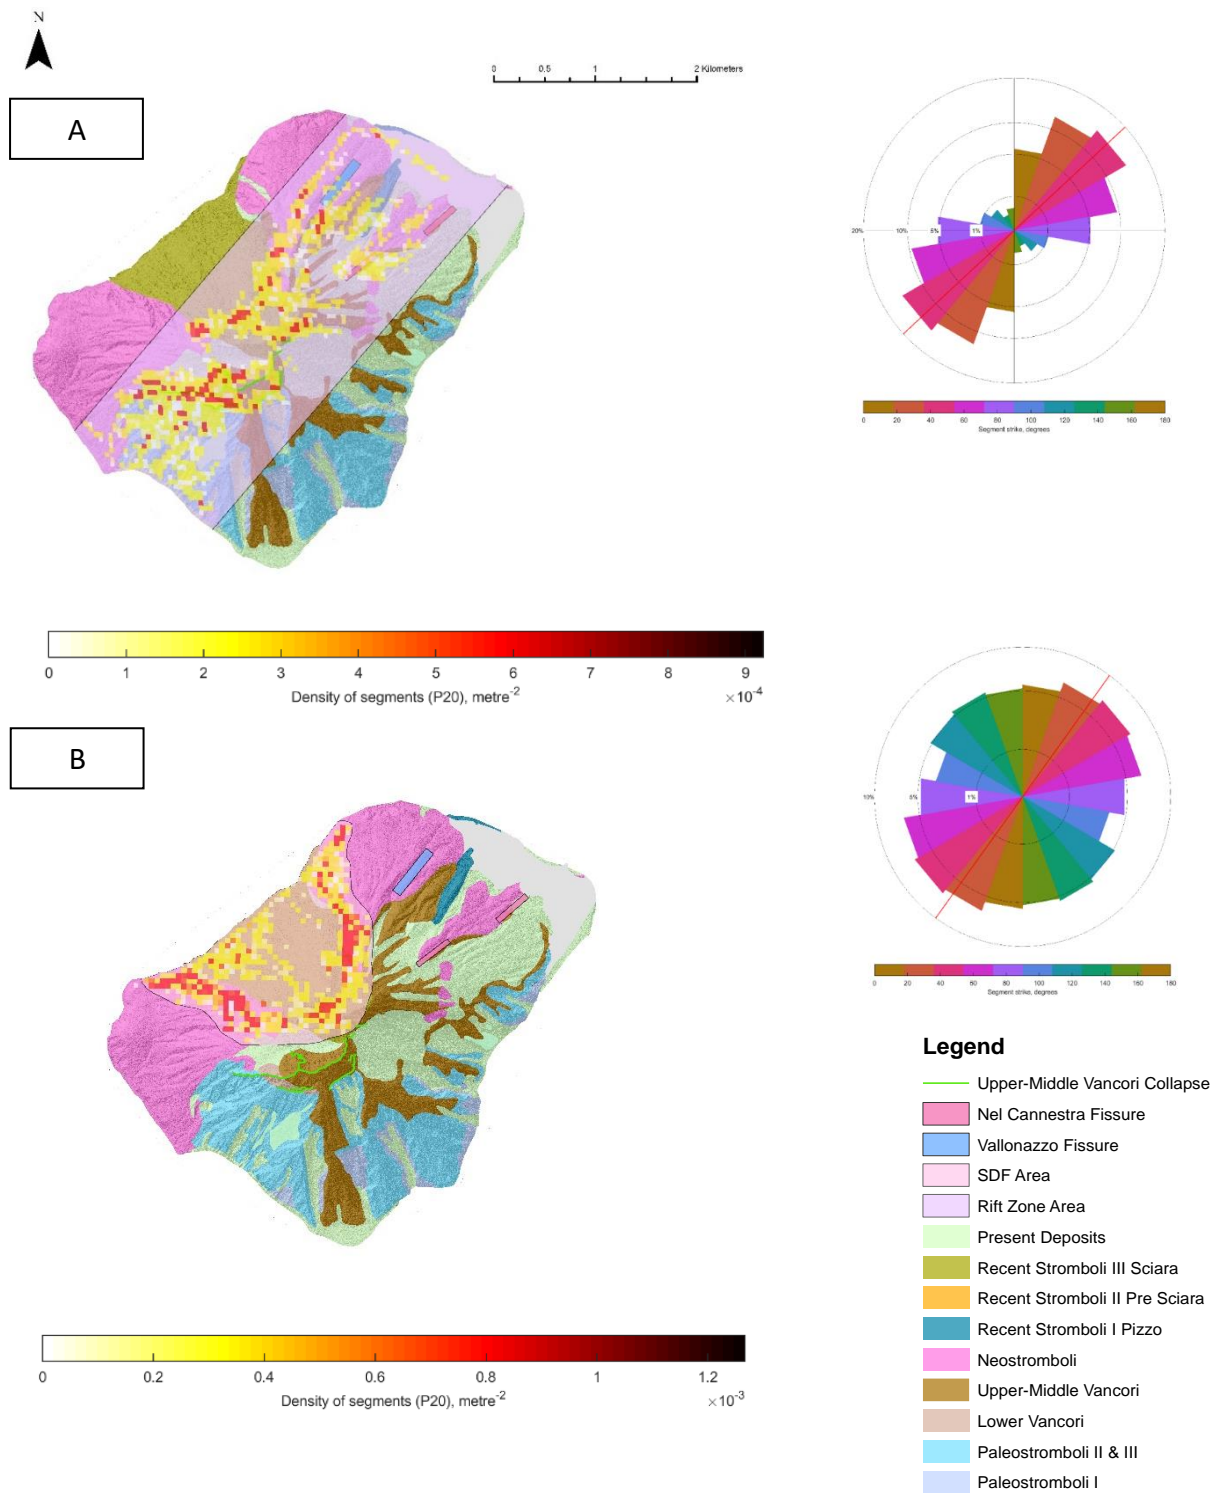 N
0 0.5 1 2 Kilometers
A
20% 10% 5% 1%
0 20 40 60 80 100 120 140 160 180
Segment strike, degrees
0 1 2 3 4 5 6 7 8 9
Density of segments (P20), metre-2 ×10-4
B
10% 5% 1%
0 20 40 60 80 100 120 140 160 180
Segment strike, degrees
Legend
Upper-Middle Vancori Collapse
Nel Cannestra Fissure
Vallonazzo Fissure
SDF Area
Rift Zone Area
Present Deposits
Recent Stromboli III Sciara
Recent Stromboli II Pre Sciara
Recent Stromboli I Pizzo
Neostromboli
Upper-Middle Vancori
Lower Vancori
Paleostromboli II & III
Paleostromboli I
0 0.2 0.4 0.6 0.8 1 1.2
Density of segments (P20), metre-2 ×10-3